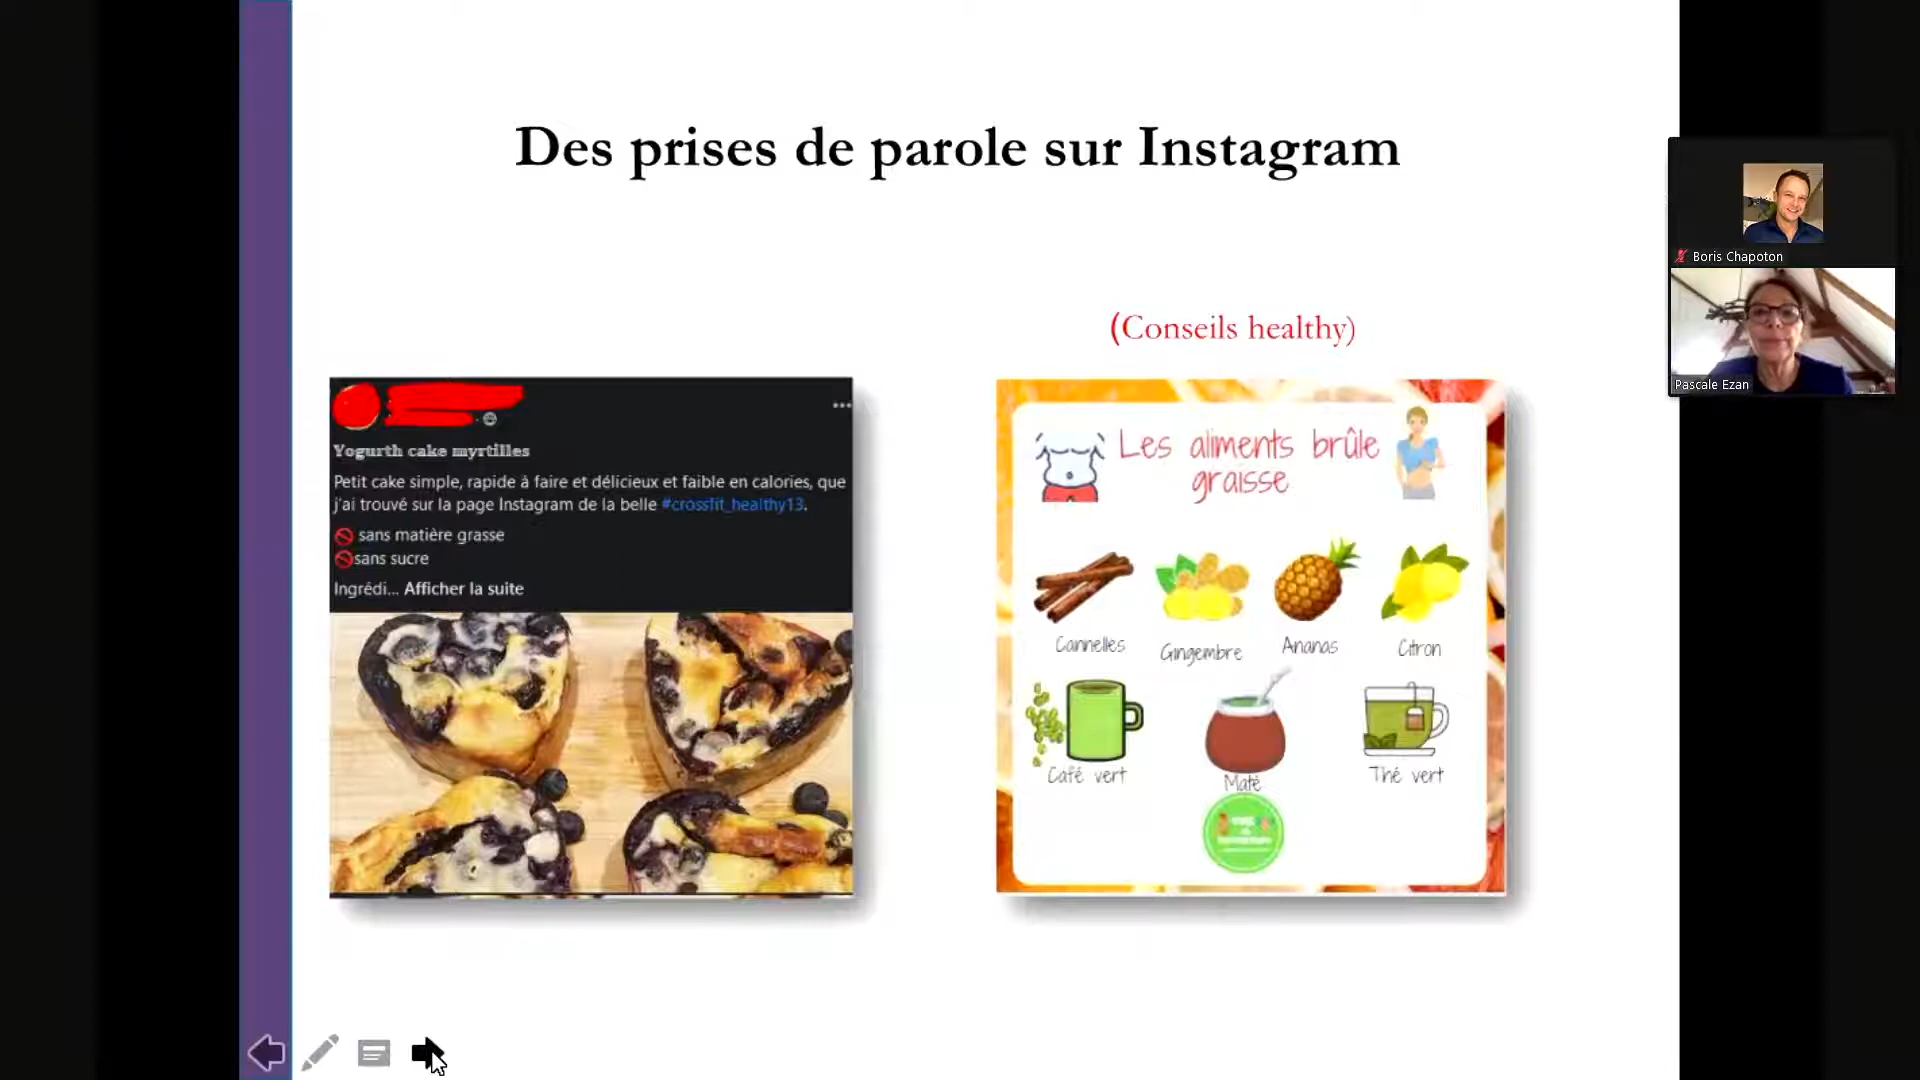 Des prises de parole sur Instagram
(Conseils healthy)
Yogurth cake myrtilles
Petit cake simple, rapide à faire et délicieux et faible en calories, que
j'ai trouvé sur la page Instagram de la belle #crossfit_healthy13.
sans matière grasse
sans sucre
Ingrédi... Afficher la suite
Les aliments brûle
graisse
Cannelles
Gingembre
Ananas
Citron
Café vert
Maté
Thé vert
Boris Chapoton
Pascale Ezan